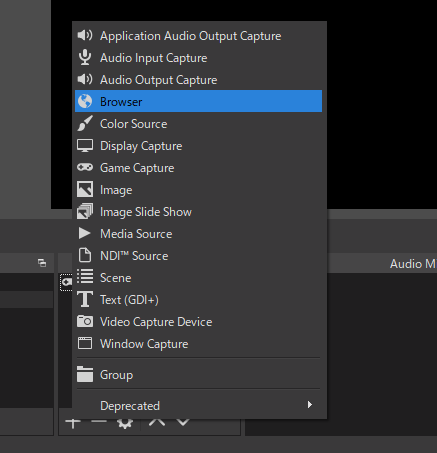 Application Audio Output Capture
Audio Input Capture
Audio Output Capture
Browser
Color Source
Display Capture
Game Capture
Image
Image Slide Show
Media Source
NDI™ Source
Scene
Text (GDI+)
Video Capture Device
Window Capture
Group
Deprecated
Audio M